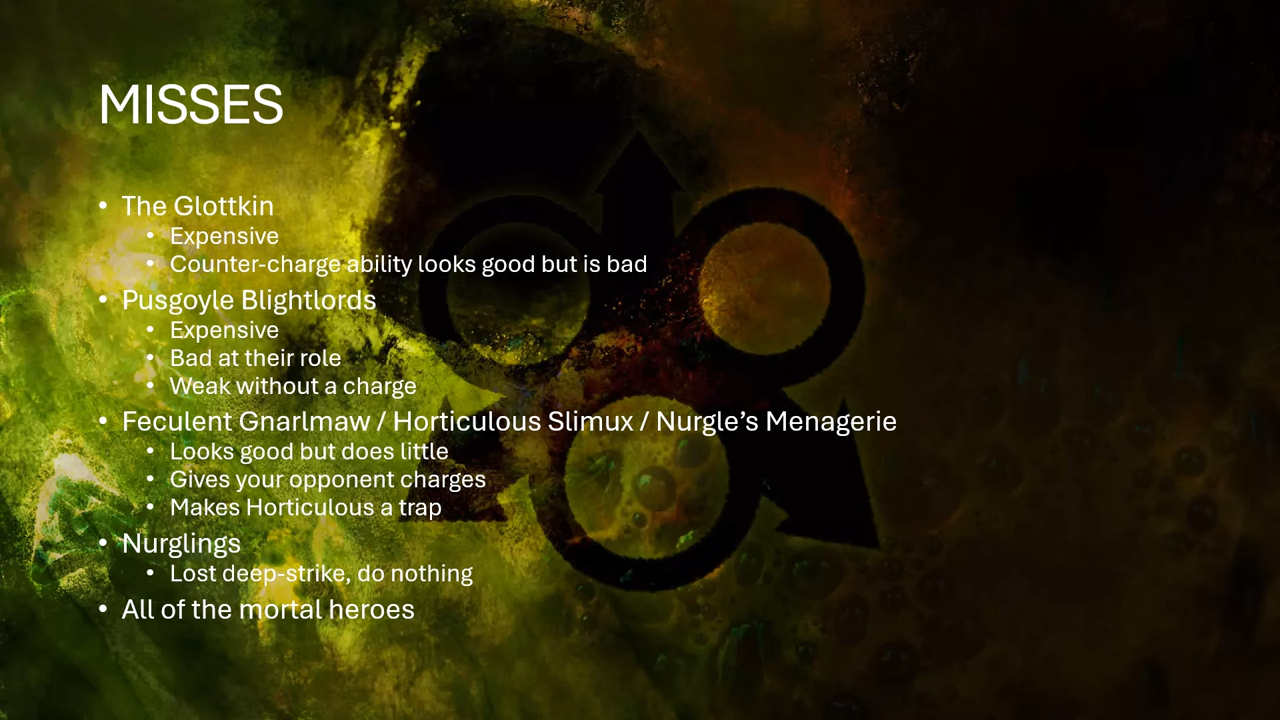 MISSES
• The Glottkin
• Expensive
• Counter-charge ability looks good but is bad
• Pusgoyle Blightlords
• Expensive
• Bad at their role
• Weak without a charge
• Feculent Gnarlmaw / Horticulous Slimux / Nurgle’s Menagerie
• Looks good but does little
• Gives your opponent charges
• Makes Horticulous a trap
• Nurglings
• Lost deep-strike, do nothing
• All of the mortal heroes